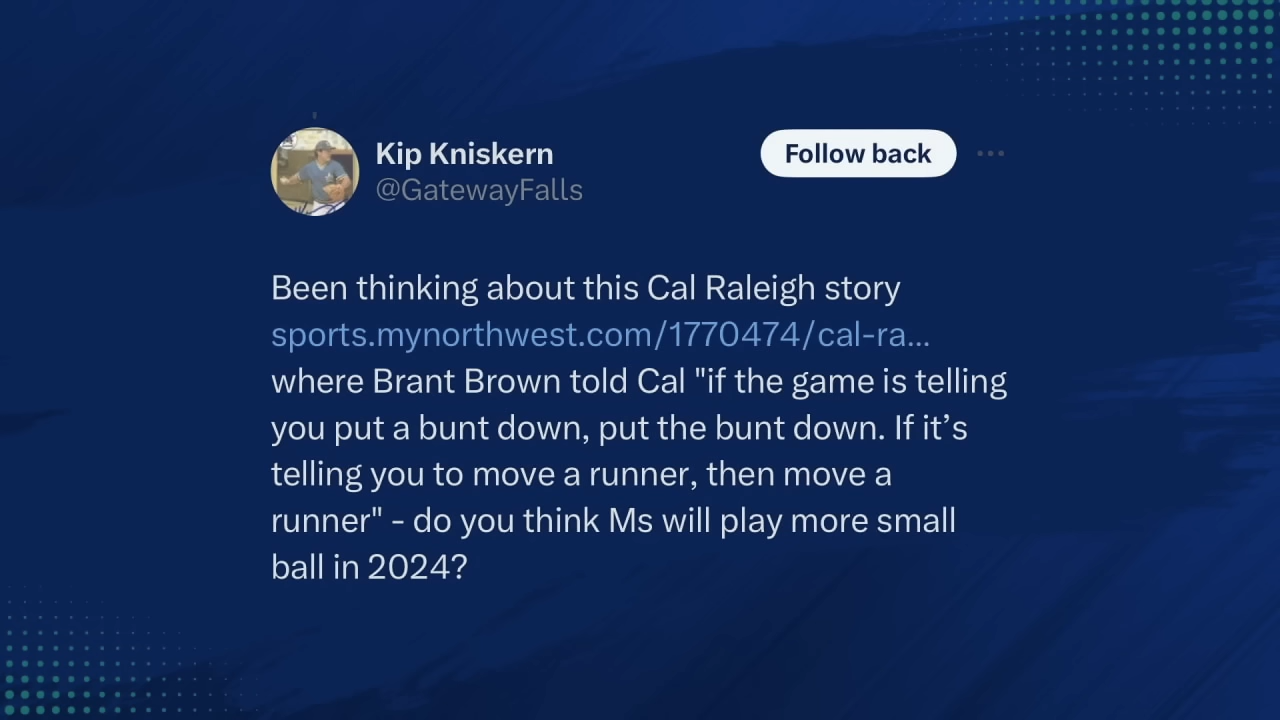 Kip Kniskern
Follow back
@GatewayFalls
Been thinking about this Cal Raleigh story
sports.mynorthwest.com/1770474/cal-ra...
where Brant Brown told Cal "if the game is telling
you put a bunt down, put the bunt down. If it’s
telling you to move a runner, then move a
runner" - do you think Ms will play more small
ball in 2024?